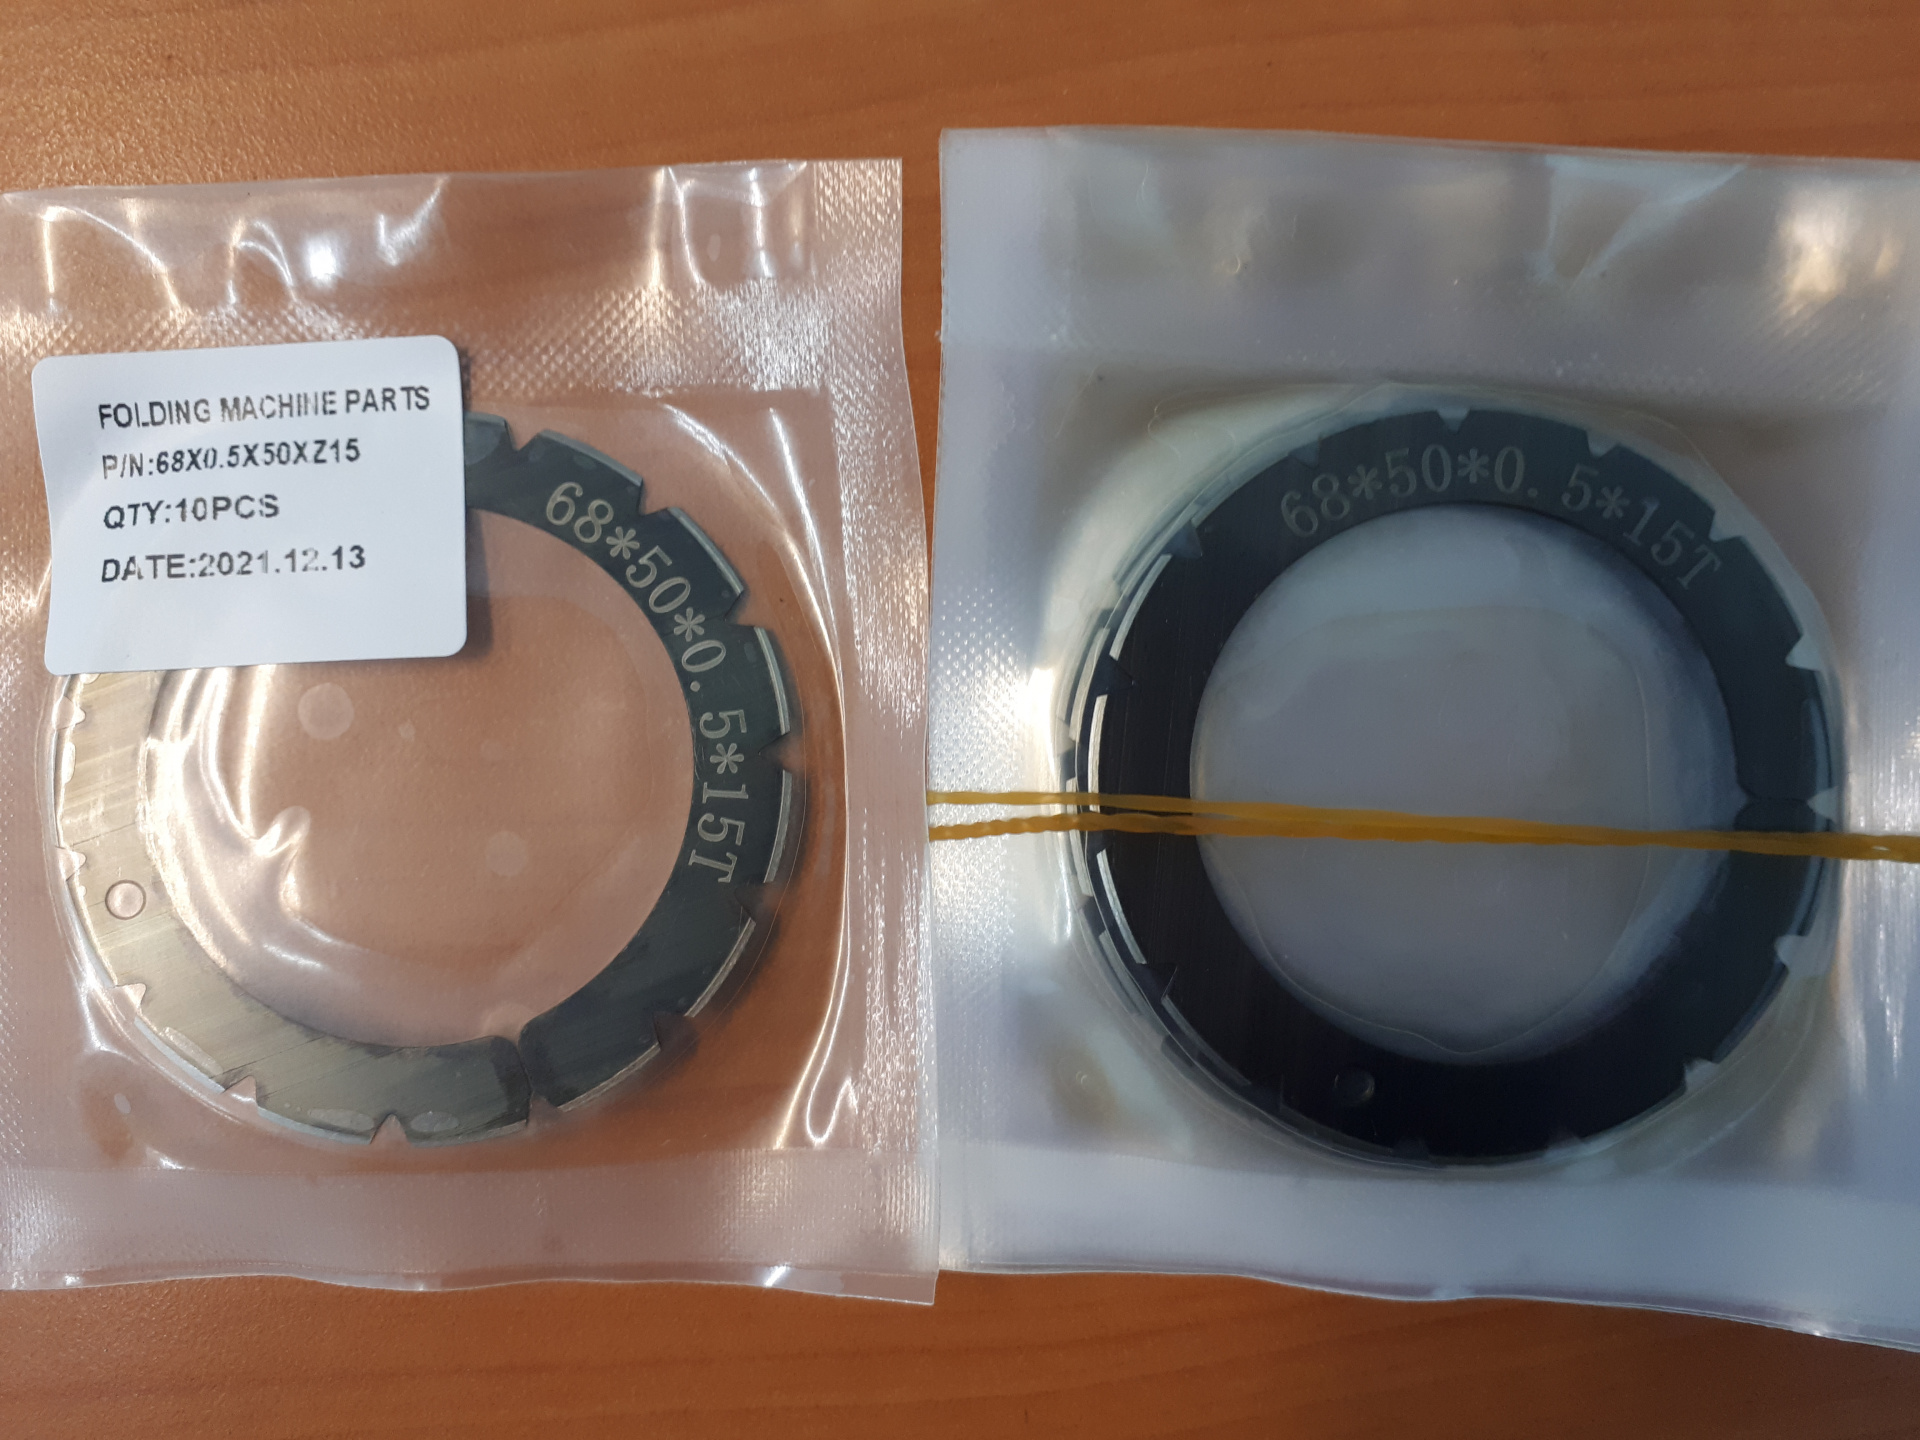 FOLDING MACHINE PARTS
P/N:68X0.5X50XZ15
QTY:10PCS
DATE:2021.12.13
68*50*0.5*15T
68*50*0.5*15T